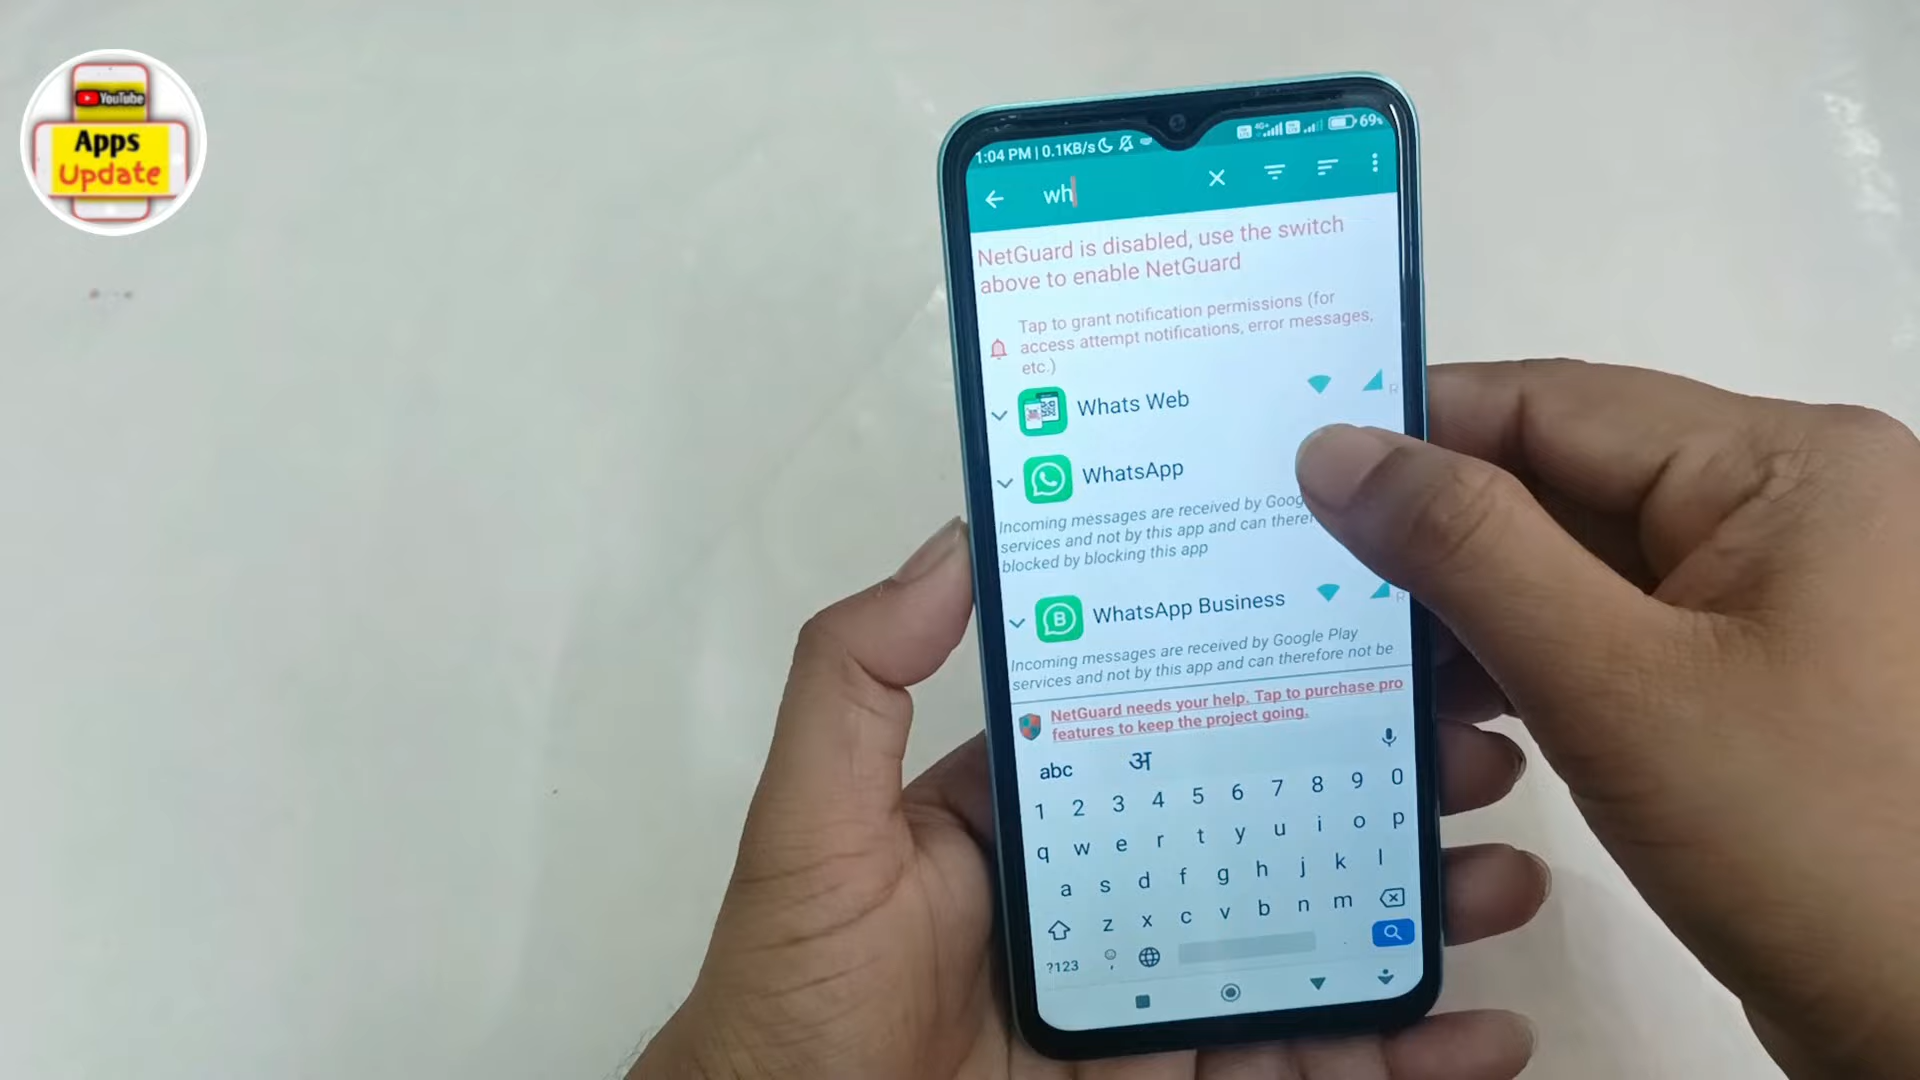 YouTube
Apps
Update
1:04 PM | 0.1KB/s
4G+
69%
wh
NetGuard is disabled, use the switch
above to enable NetGuard
Tap to grant notification permissions (for
access attempt notifications, error messages,
etc.)
Whats Web
R
WhatsApp
Incoming messages are received by Goog
services and not by this app and can there
blocked by blocking this app
B
WhatsApp Business
R
Incoming messages are received by Google Play
services and not by this app and can therefore not be
NetGuard needs your help. Tap to purchase pro
features to keep the project going.
abc अ
1 2 3 4 5 6 7 8 9 0
q w e r t y u i o p
a s d f g h j k l
z x c v b n m
?123 , .